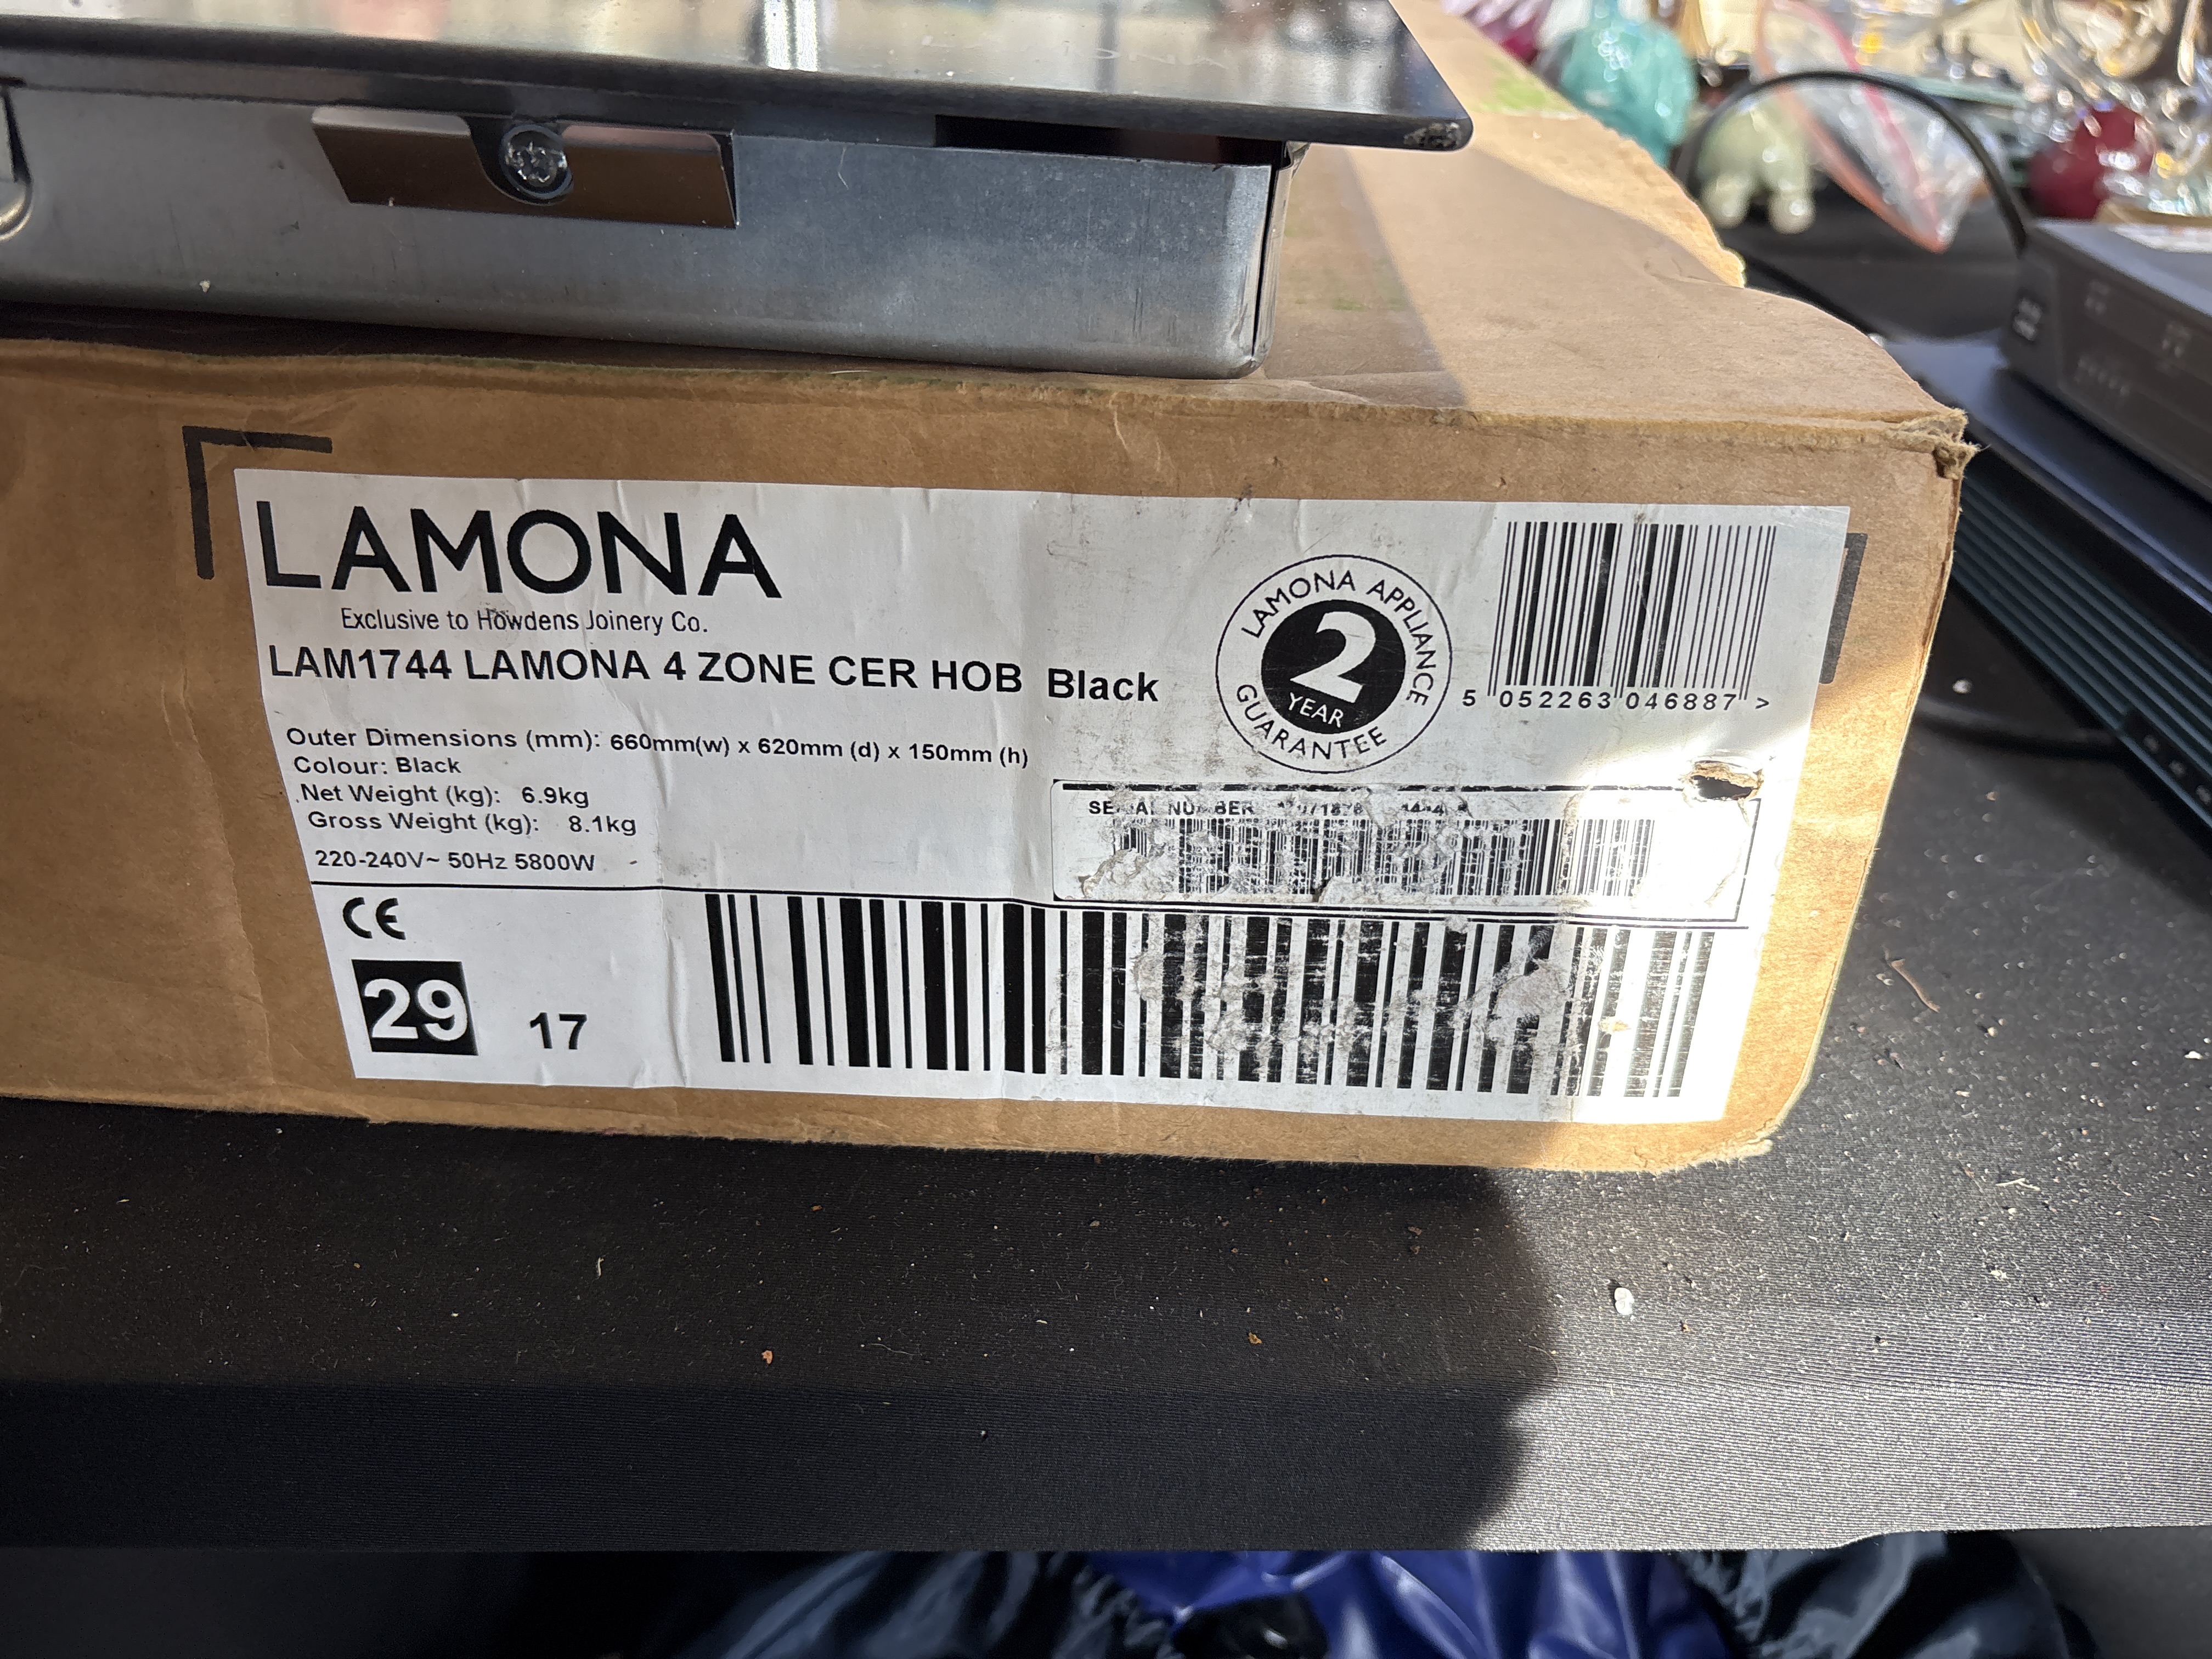 LAMONA
Exclusive to Howdens Joinery Co.
LAM1744 LAMONA 4 ZONE CER HOB Black
Outer Dimensions (mm): 660mm(w) x 620mm (d) x 150mm (h)
Colour: Black
Net Weight (kg): 6.9kg
Gross Weight (kg): 8.1kg
220-240V~ 50Hz 5800W
CE
29 17
LAMONA APPLIANCE
2
YEAR
GUARANTEE
5 052263 046887 >
SERIAL NUMBER